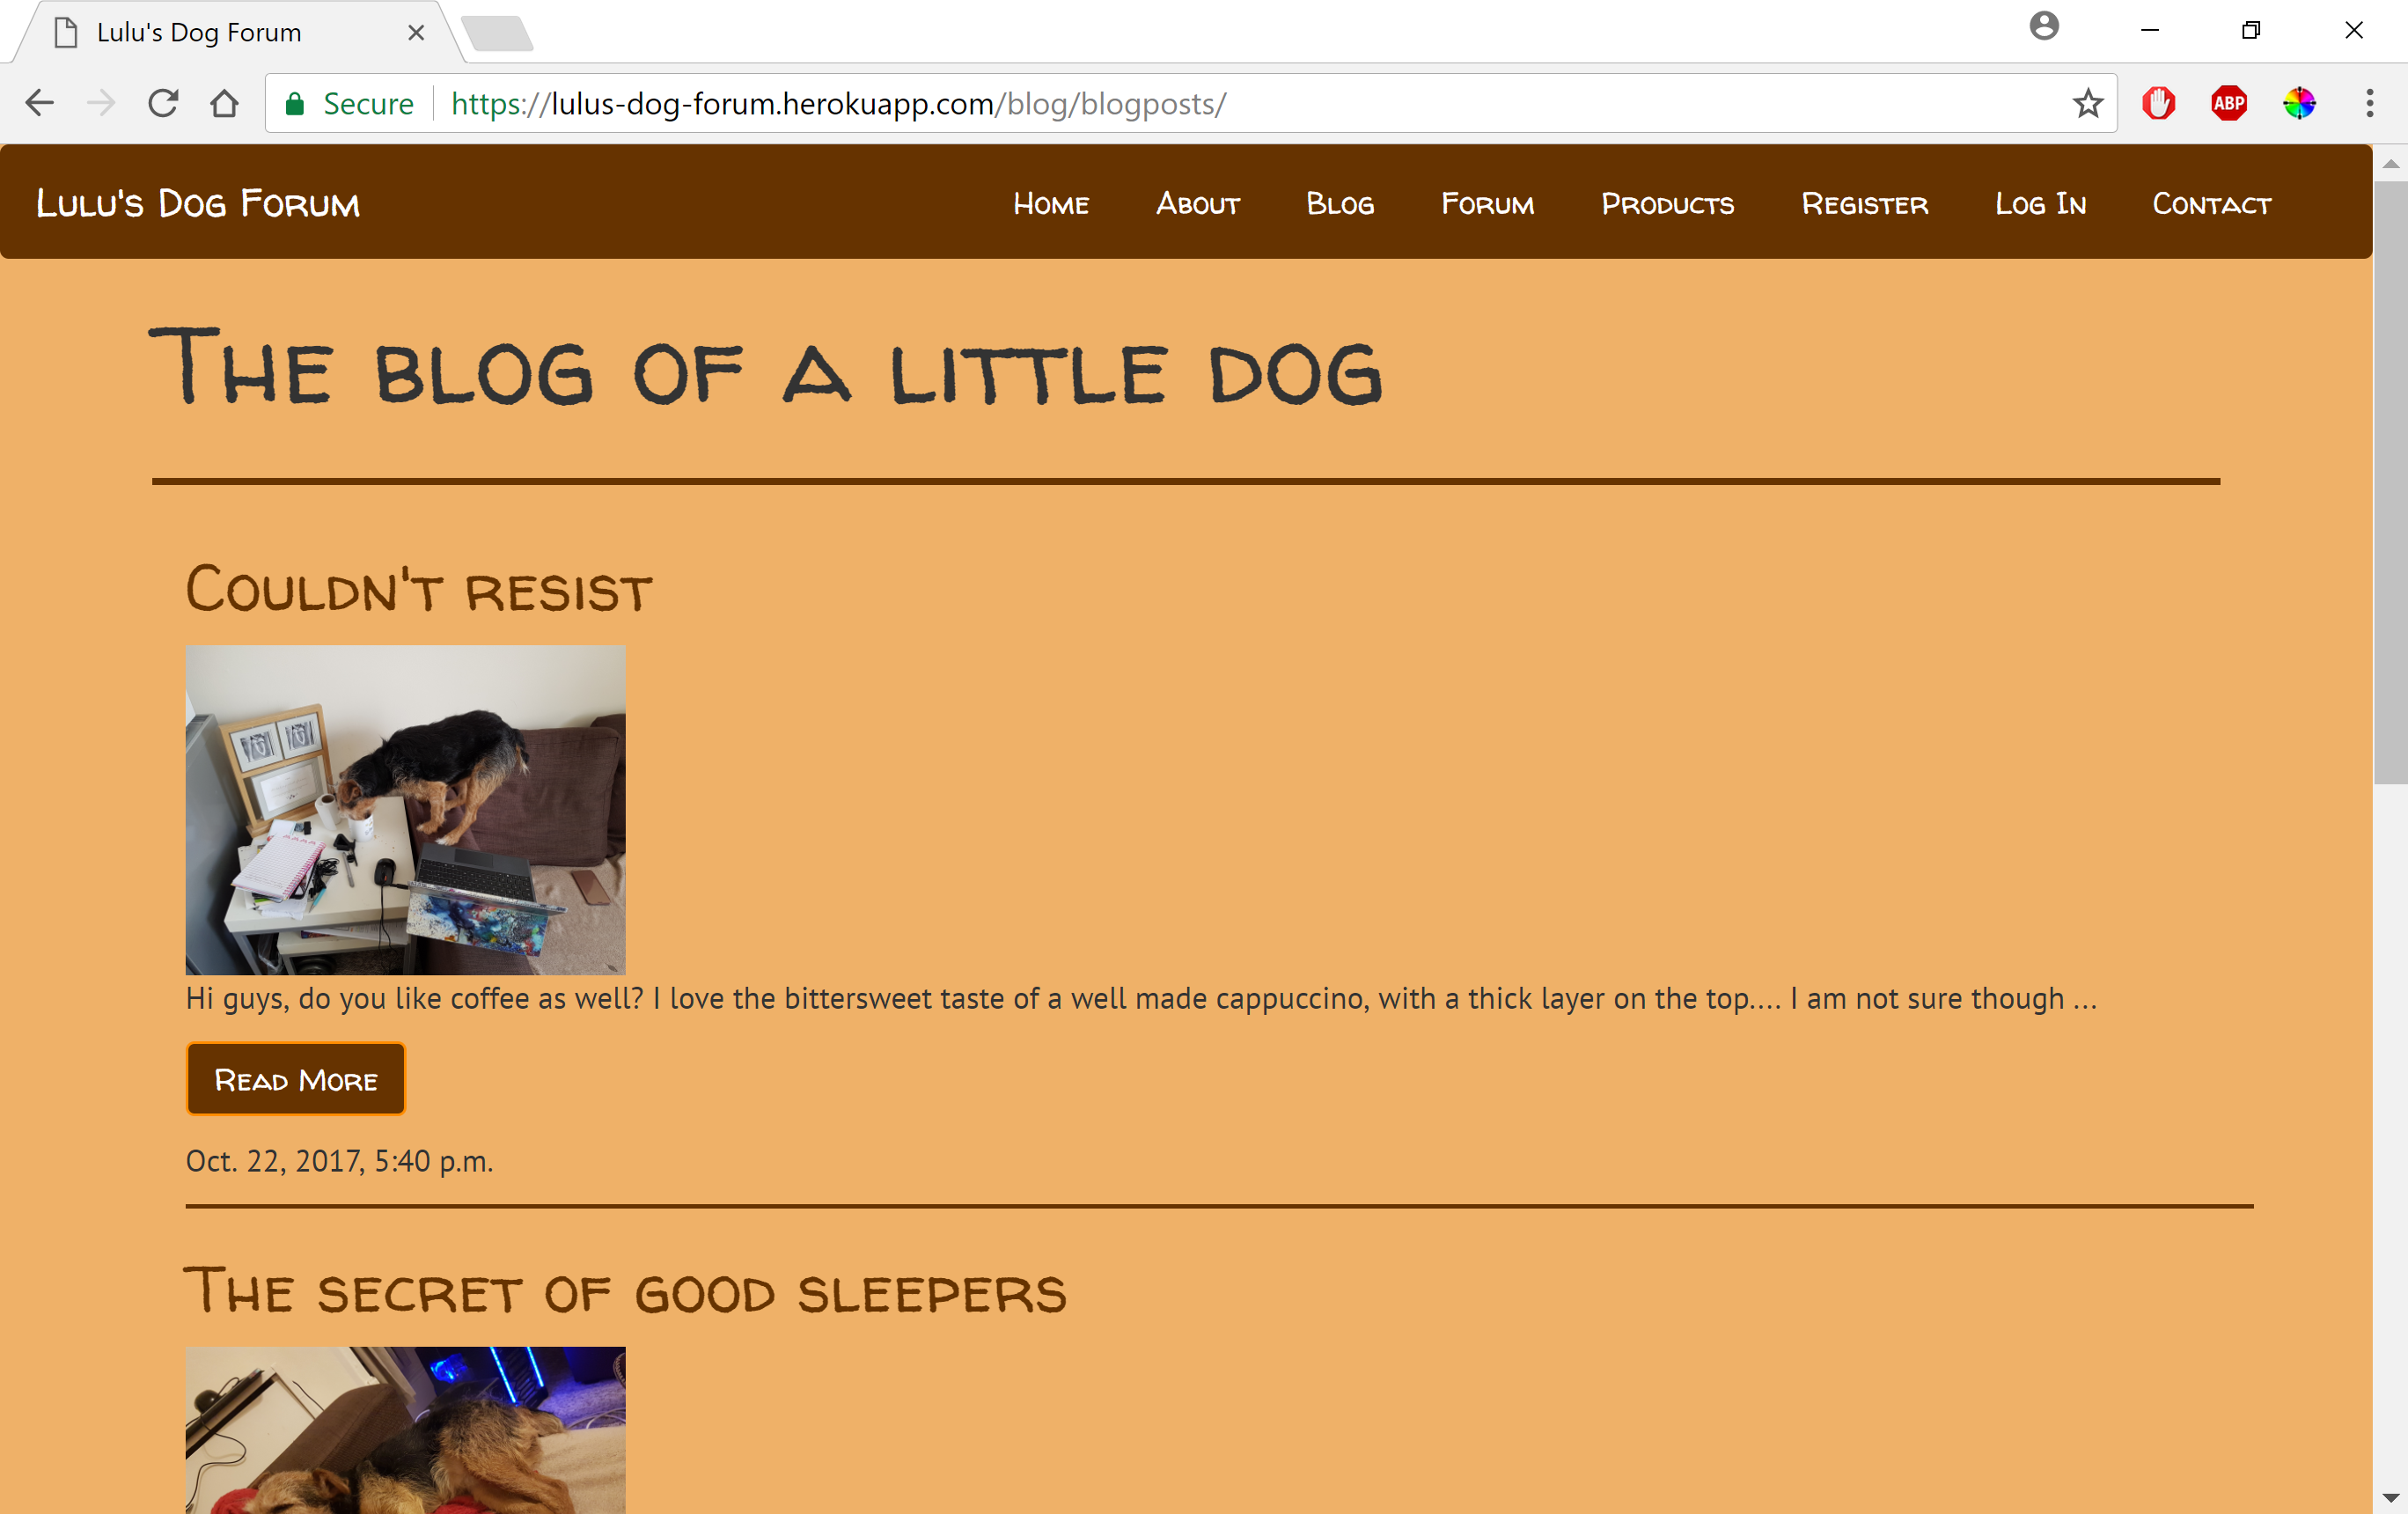 Lulu's Dog Forum
Secure https://lulus-dog-forum.herokuapp.com/blog/blogposts/
ABP
Lulu's Dog Forum Home About Blog Forum Products Register Log In Contact
The blog of a little dog
Couldn't resist
Hi guys, do you like coffee as well? I love the bittersweet taste of a well made cappuccino, with a thick layer on the top.... I am not sure though ...
Read More
Oct. 22, 2017, 5:40 p.m.
The secret of good sleepers